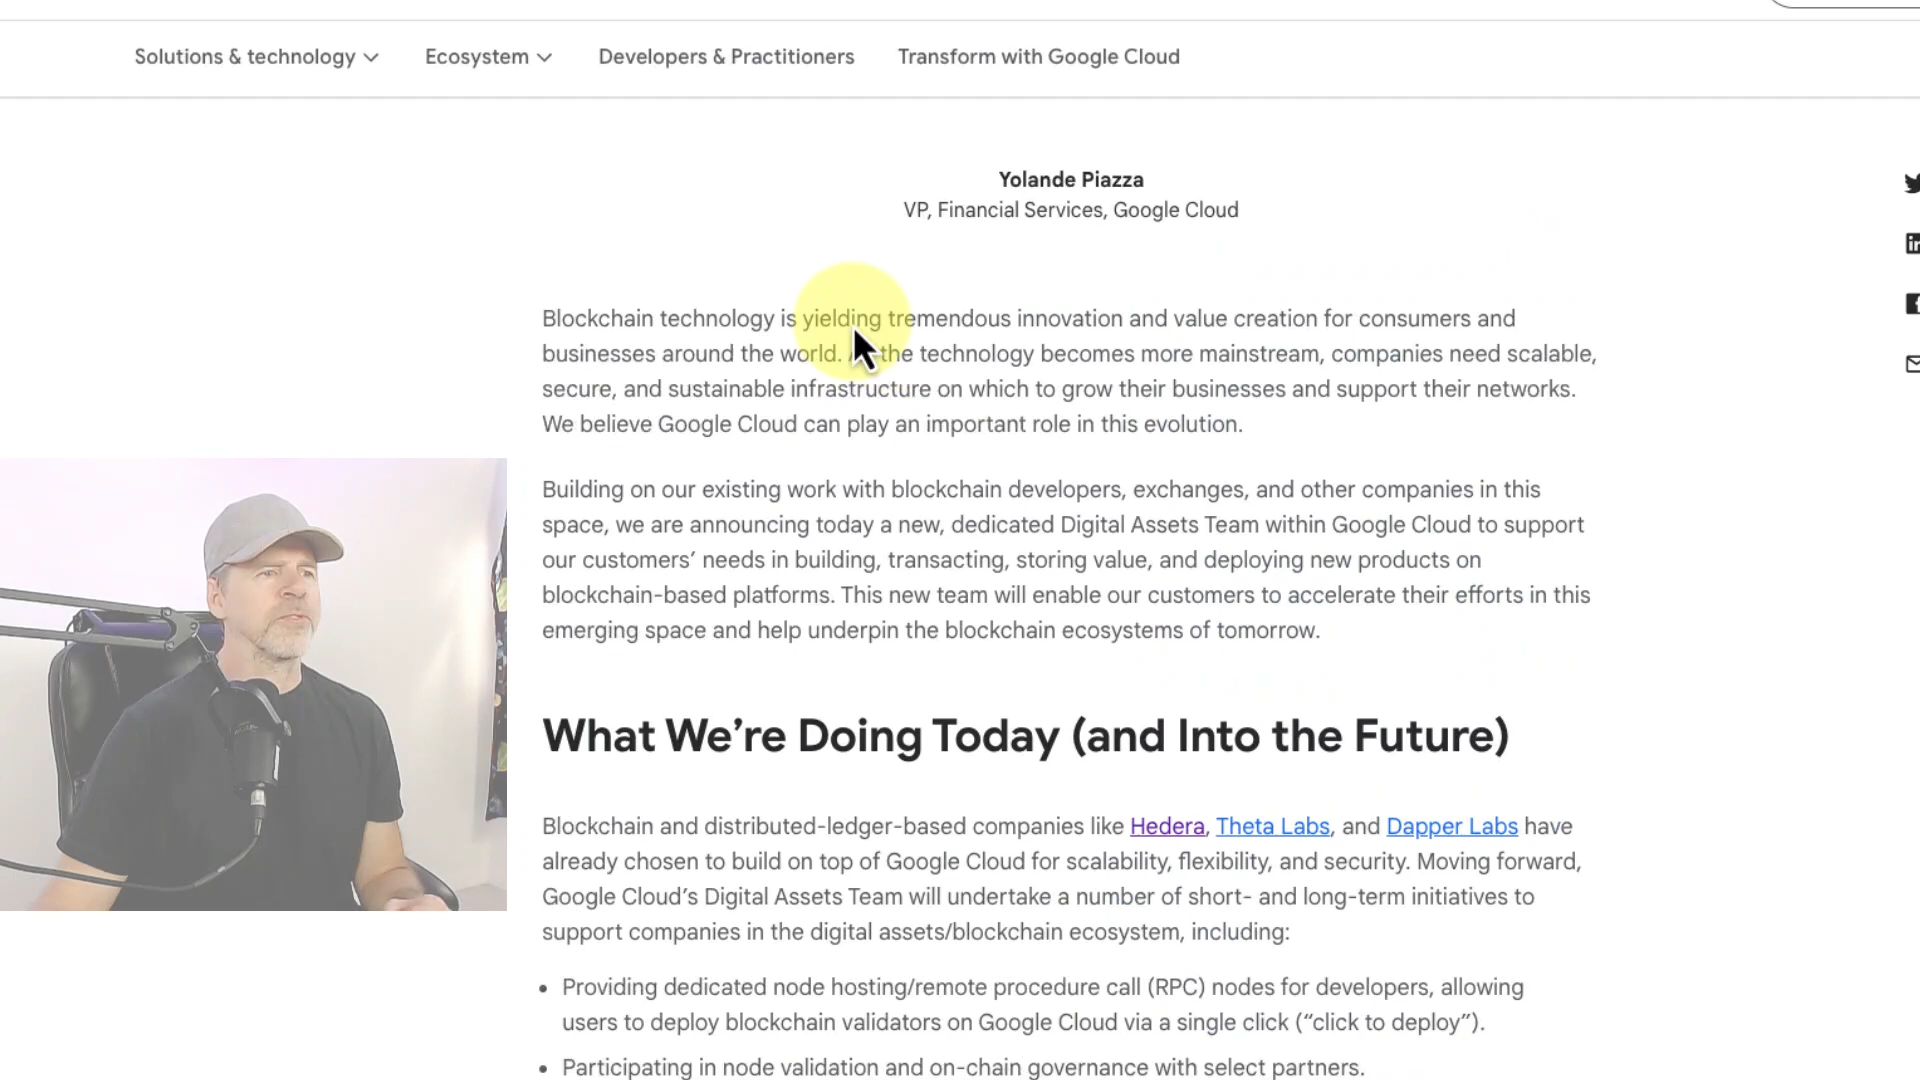 Solutions & technology Ecosystem Developers & Practitioners Transform with Google Cloud
Yolande Piazza
VP, Financial Services, Google Cloud
Blockchain technology is yielding tremendous innovation and value creation for consumers and
businesses around the world. the technology becomes more mainstream, companies need scalable,
secure, and sustainable infrastructure on which to grow their businesses and support their networks.
We believe Google Cloud can play an important role in this evolution.
Building on our existing work with blockchain developers, exchanges, and other companies in this
space, we are announcing today a new, dedicated Digital Assets Team within Google Cloud to support
our customers’ needs in building, transacting, storing value, and deploying new products on
blockchain-based platforms. This new team will enable our customers to accelerate their efforts in this
emerging space and help underpin the blockchain ecosystems of tomorrow.
What We’re Doing Today (and Into the Future)
Blockchain and distributed-ledger-based companies like Hedera, Theta Labs, and Dapper Labs have
already chosen to build on top of Google Cloud for scalability, flexibility, and security. Moving forward,
Google Cloud’s Digital Assets Team will undertake a number of short- and long-term initiatives to
support companies in the digital assets/blockchain ecosystem, including:
• Providing dedicated node hosting/remote procedure call (RPC) nodes for developers, allowing
users to deploy blockchain validators on Google Cloud via a single click (“click to deploy”).
• Participating in node validation and on-chain governance with select partners.